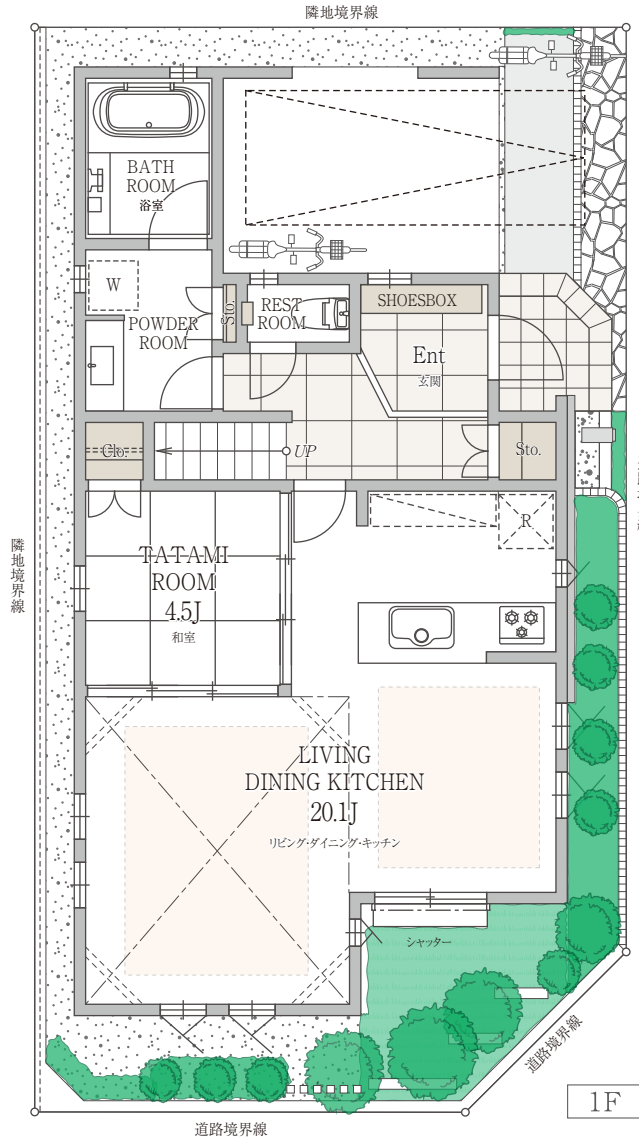 隣地境界線
BATH
ROOM
浴室
W
POWDER
ROOM
Sto.
REST
ROOM
SHOESBOX
Ent
玄関
Clo.
UP
Sto.
R
隣地境界線
TATAMI
ROOM
4.5J
和室
LIVING
DINING KITCHEN
20.1J
リビング・ダイニング・キッチン
シャッター
道路境界線
道路境界線
1F